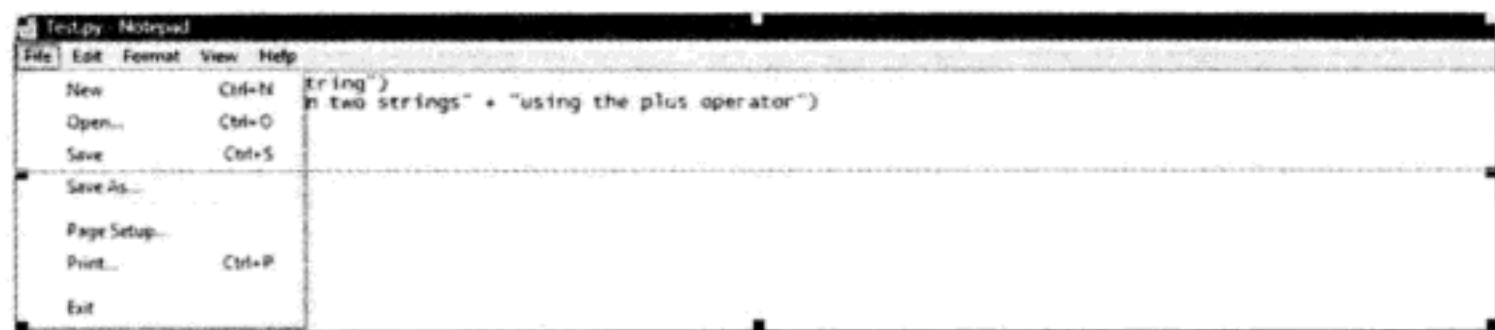 Test.py - Notepad
File Edit Format View Help
New Ctrl+N
Open... Ctrl+O
Save Ctrl+S
Save As...
Page Setup...
Print... Ctrl+P
Exit
tring")
n two strings" + "using the plus operator")